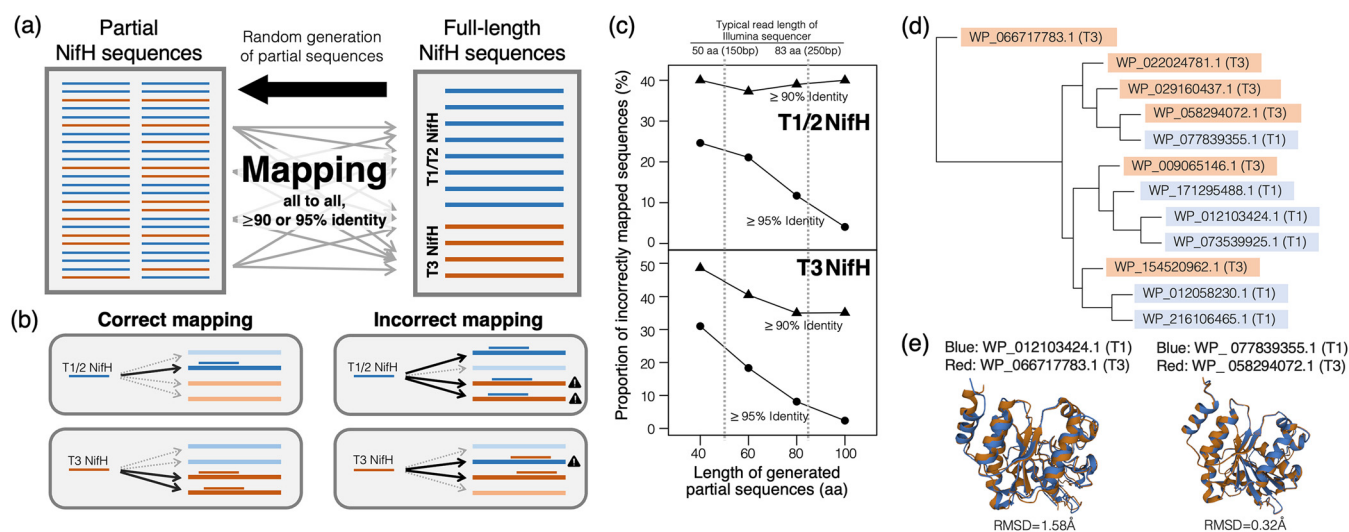 (a)
Partial
NifH sequences
Random generation
of partial sequences
Full-length
NifH sequences
T1/T2 NifH
T3 NifH
Mapping
all to all,
≥90 or 95% identity
(b)
Correct mapping
Incorrect mapping
T1/2 NifH
T1/2 NifH
T3 NifH
T3 NifH
(c)
Typical read length of
Illumina sequencer
50 aa (150bp)
83 aa (250bp)
Proportion of incorrectly mapped sequences (%)
40
30
20
10
0
≥ 90% Identity
T1/2 NifH
≥ 95% Identity
50
40
30
20
10
0
T3 NifH
≥ 90% Identity
≥ 95% Identity
40
60
80
100
Length of generated
partial sequences (aa)
(d)
WP_066717783.1 (T3)
WP_022024781.1 (T3)
WP_029160437.1 (T3)
WP_058294072.1 (T3)
WP_077839355.1 (T1)
WP_009065146.1 (T3)
WP_171295488.1 (T1)
WP_012103424.1 (T1)
WP_073539925.1 (T1)
WP_154520962.1 (T3)
WP_012058230.1 (T1)
WP_216106465.1 (T1)
(e)
Blue: WP_012103424.1 (T1)
Red: WP_066717783.1 (T3)
RMSD=1.58Å
Blue: WP_ 077839355.1 (T1)
Red: WP_ 058294072.1 (T3)
RMSD=0.32Å